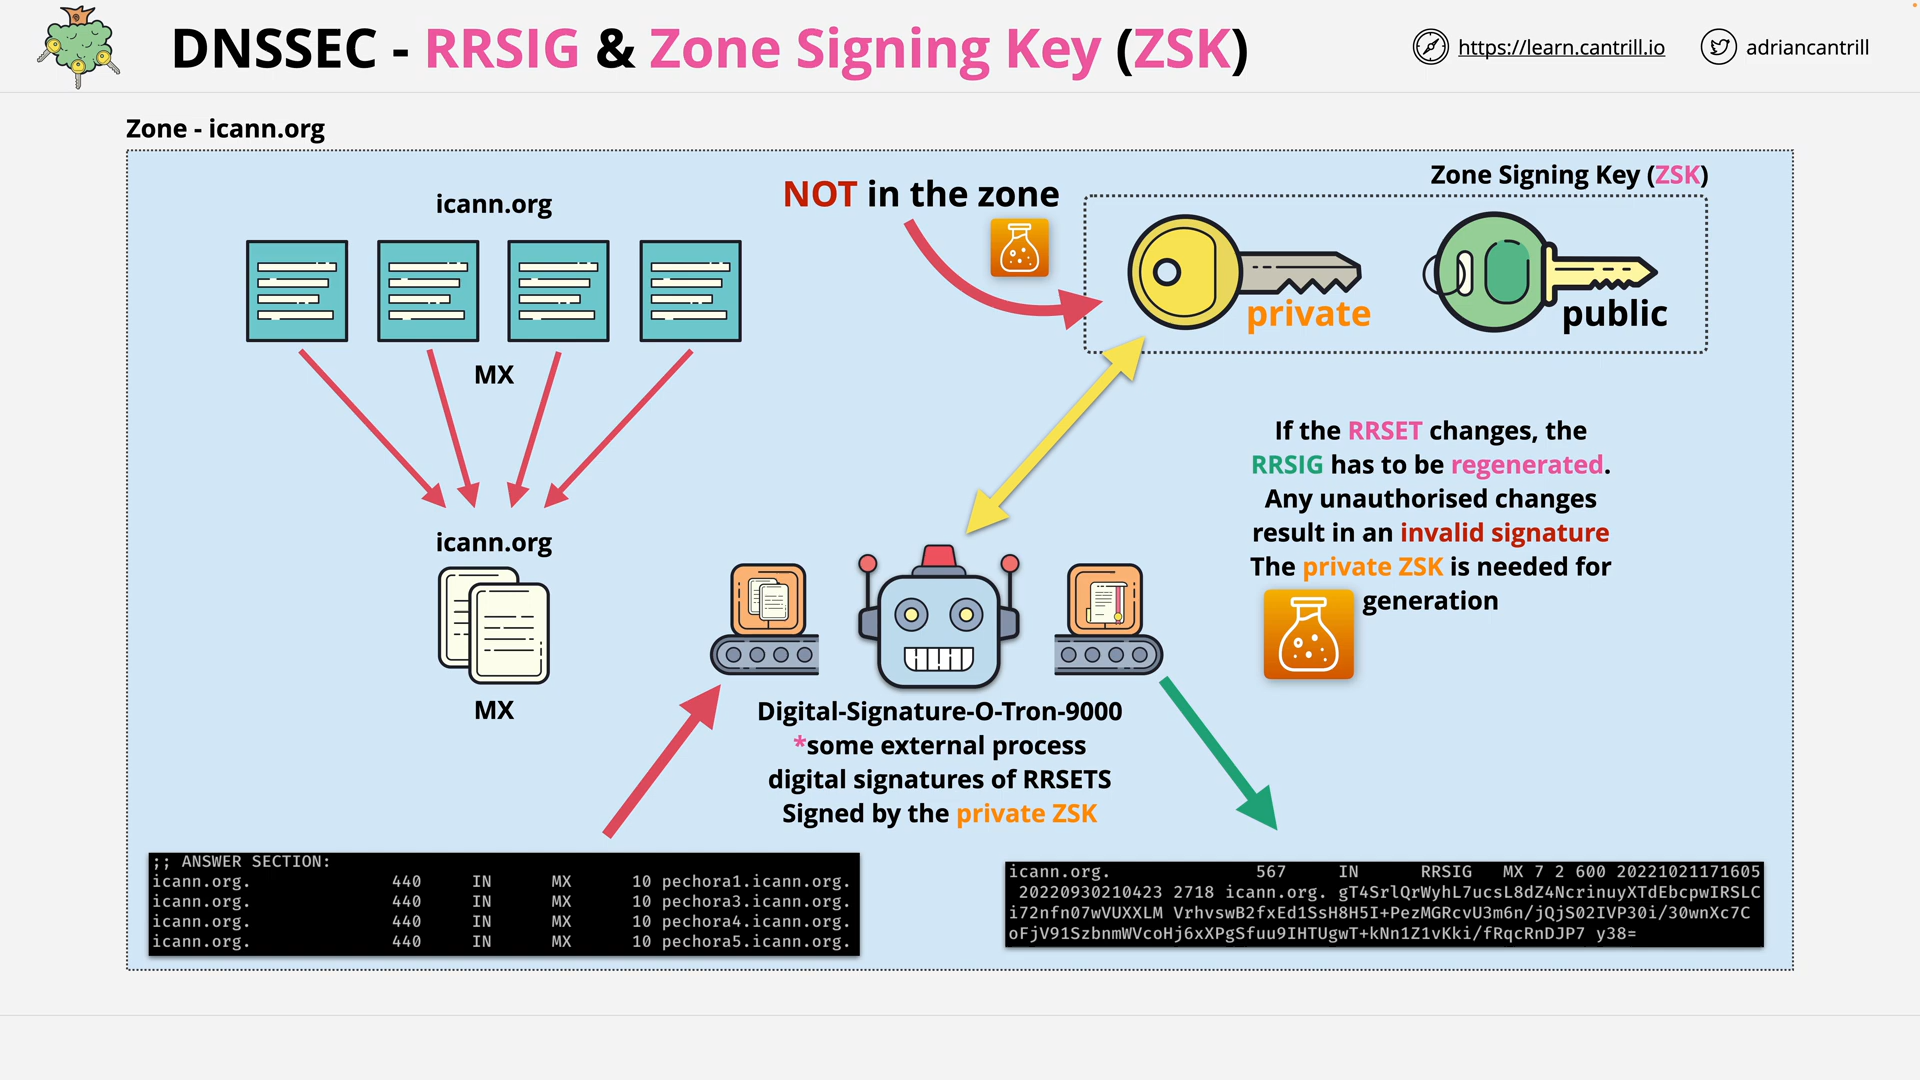 DNSSEC - RRSIG & Zone Signing Key (ZSK)
https://learn.cantrill.io
adriancantrill
Zone - icann.org
icann.org
MX
icann.org
MX
NOT in the zone
Zone Signing Key (ZSK)
private
public
If the RRSET changes, the
RRSIG has to be regenerated.
Any unauthorised changes
result in an invalid signature
The private ZSK is needed for
generation
Digital-Signature-O-Tron-9000
*some external process
digital signatures of RRSETS
Signed by the private ZSK
;; ANSWER SECTION:
icann.org. 440 IN MX 10 pechora1.icann.org.
icann.org. 440 IN MX 10 pechora3.icann.org.
icann.org. 440 IN MX 10 pechora4.icann.org.
icann.org. 440 IN MX 10 pechora5.icann.org.
icann.org. 567 IN RRSIG MX 7 2 600 20221021171605
20220930210423 2718 icann.org. gT4SrlQrWyhL7ucsL8dZ4NcrinuyXTdEbcpwIRSLC
i72nfn07wVUXXLM VrhvswB2fxEd1SsH8H5I+PezMGRcvU3m6n/jQjS02IVP30i/30wnXc7C
oFjV91SzbnmWVcoHj6xXPgSfuu9IHTUgwT+kNn1Z1vKki/fRqcRnDJP7 y38=